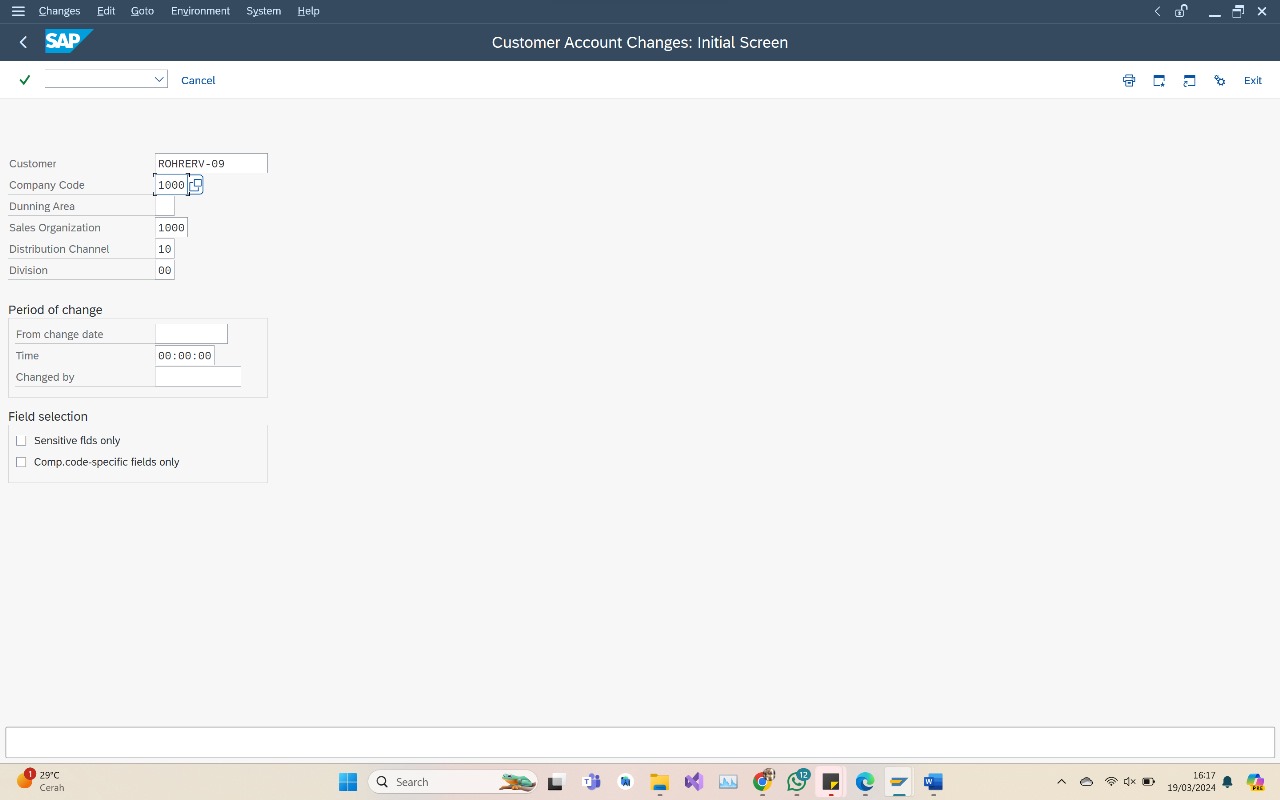 Changes Edit Goto Environment System Help
SAP Customer Account Changes: Initial Screen
Cancel Exit
Customer ROHRERV-09
Company Code 1000
Dunning Area
Sales Organization 1000
Distribution Channel 10
Division 00
Period of change
From change date
Time 00:00:00
Changed by
Field selection
Sensitive flds only
Comp.code-specific fields only
1 29°C
Cerah
Search
12
16:17
19/03/2024
PRE